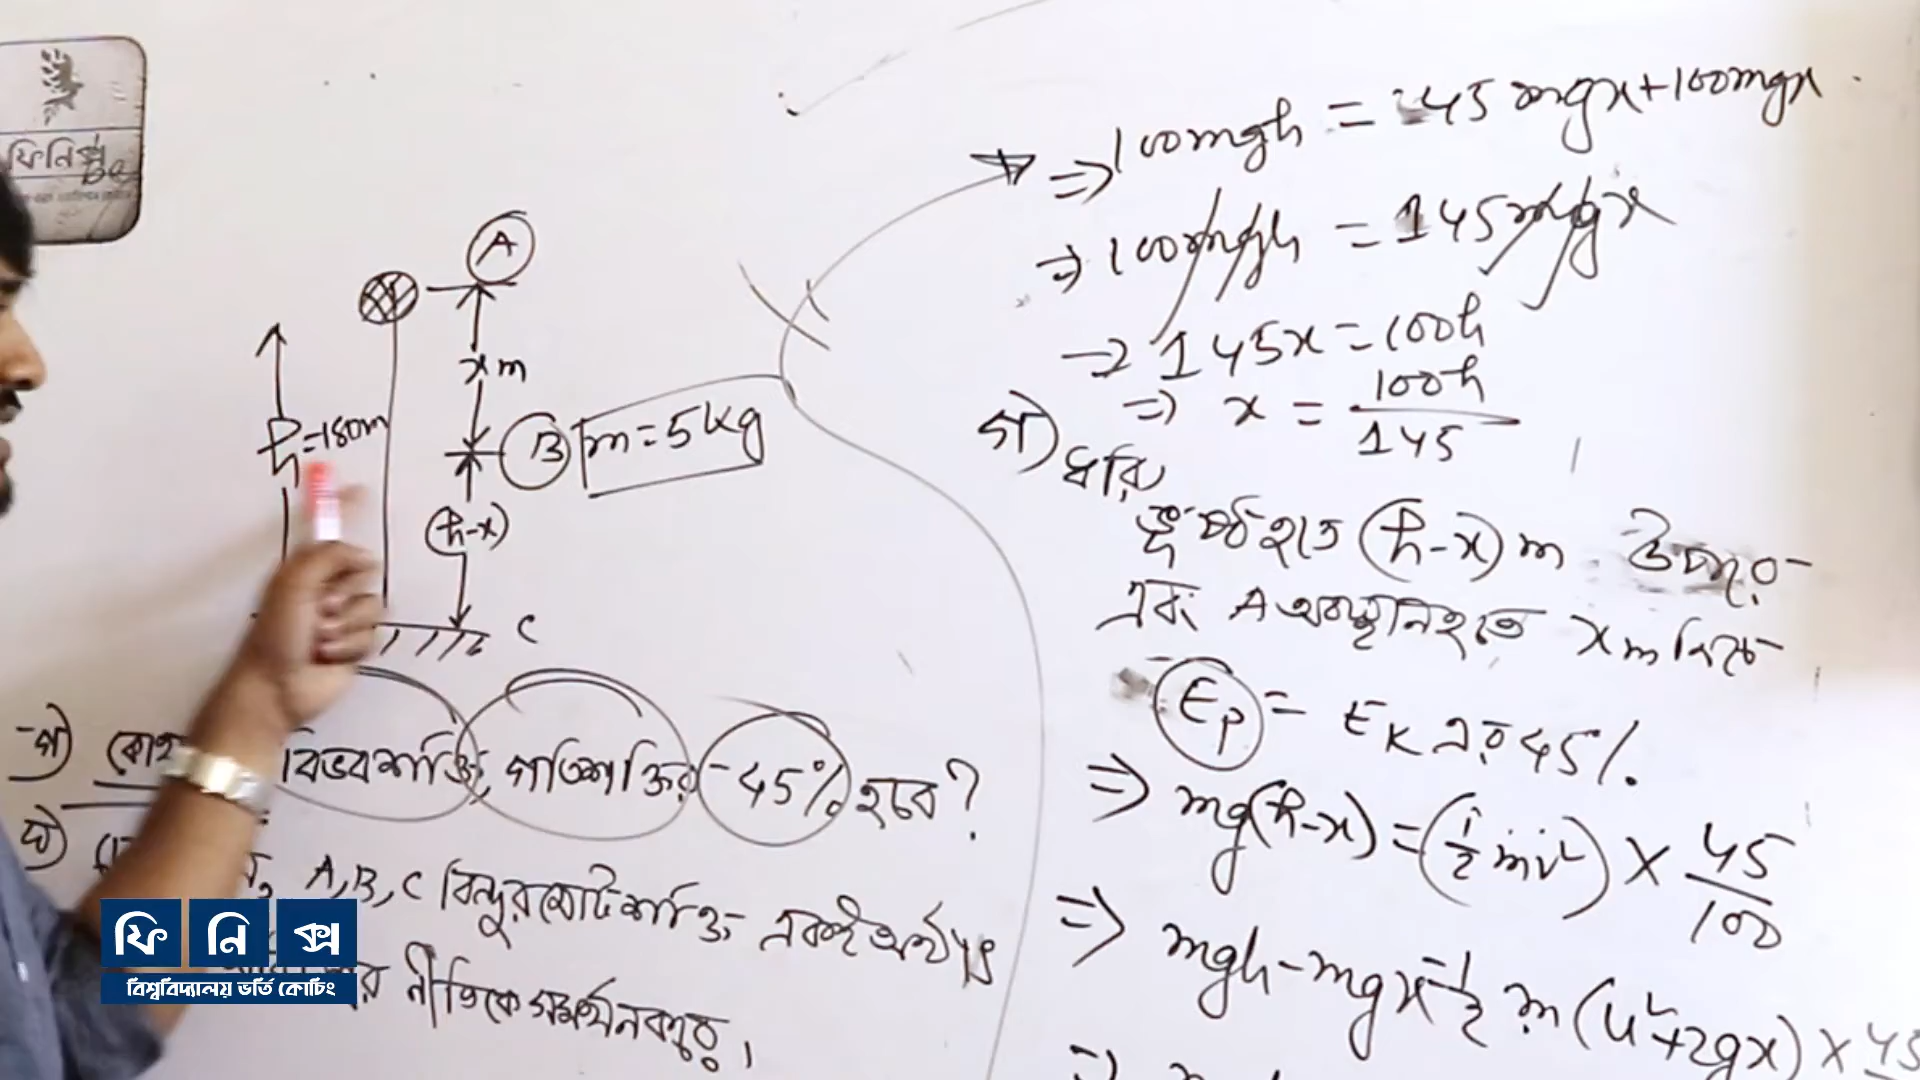 ফিনিক্স
A
x m
h=180m
B m=5kg
(h-x)
C
গ) বিভবশক্তি, গতিশক্তির 45% হবে?
ঘ) A, B, C বিন্দুর মোট শক্তি একই অর্থাৎ
নীতিকে সমর্থন করে।
ফি নি ক্স
বিশ্ববিদ্যালয় ভর্তি কোচিং
⇒ 100mgh = 45mgx+100mgx
⇒ 100mgh = 145mgx
⇒ 145x=100h
⇒ x = 100h/145
গ) ধরি,
ভূপৃষ্ঠ হতে (h-x) m উপরে
এবং A অবস্থান হতে x m নিচে
Ep = EK এর 45%.
⇒ mg(h-x) = (1/2 mv²) × 45/100
⇒ mgh-mgx=1/2 m(u²+2gx) × 45